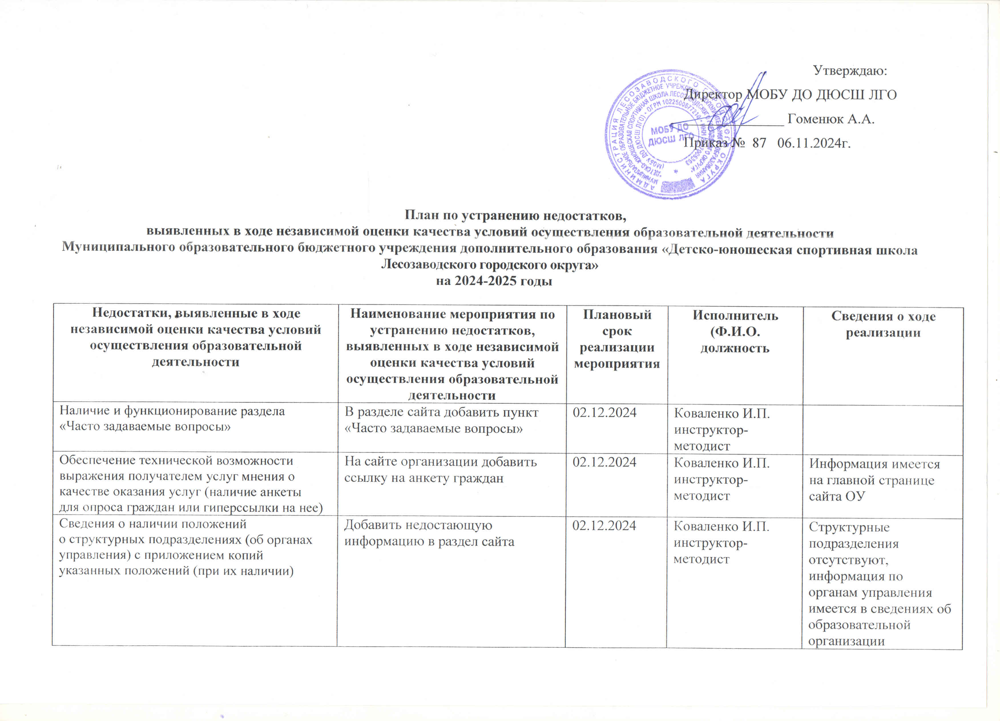 Утверждаю:
Директор МОБУ ДО ДЮСШ ЛГО
Гоменюк А.А.
Приказ № 87 06.11.2024г.
АДМИНИСТРАЦИЯ ЛЕСОЗАВОДСКОГО ГОРОДСКОГО ОКРУГА
МУНИЦИПАЛЬНОЕ ОБРАЗОВАТЕЛЬНОЕ БЮДЖЕТНОЕ УЧРЕЖДЕНИЕ ДОПОЛНИТЕЛЬНОГО ОБРАЗОВАНИЯ
"ДЕТСКО-ЮНОШЕСКАЯ СПОРТИВНАЯ ШКОЛА ЛЕСОЗАВОДСКОГО ГОРОДСКОГО ОКРУГА"
(МОБУ ДО ДЮСШ ЛГО) * ОГРН 1022500677210 * ИНН
МОБУ ДО
ДЮСШ ЛГО
План по устранению недостатков,
выявленных в ходе независимой оценки качества условий осуществления образовательной деятельности
Муниципального образовательного бюджетного учреждения дополнительного образования «Детско-юношеская спортивная школа
Лесозаводского городского округа»
на 2024-2025 годы
Недостатки, выявленные в ходе
независимой оценки качества условий
осуществления образовательной
деятельности
Наименование мероприятия по
устранению недостатков,
выявленных в ходе независимой
оценки качества условий
осуществления образовательной
деятельности
Плановый
срок
реализации
мероприятия
Исполнитель
(Ф.И.О.
должность
Сведения о ходе
реализации
Наличие и функционирование раздела
«Часто задаваемые вопросы»
В разделе сайта добавить пункт
«Часто задаваемые вопросы»
02.12.2024
Коваленко И.П.
инструктор-
методист
Обеспечение технической возможности
выражения получателем услуг мнения о
качестве оказания услуг (наличие анкеты
для опроса граждан или гиперссылки на нее)
На сайте организации добавить
ссылку на анкету граждан
02.12.2024
Коваленко И.П.
инструктор-
методист
Информация имеется
на главной странице
сайта ОУ
Сведения о наличии положений
о структурных подразделениях (об органах
управления) с приложением копий
указанных положений (при их наличии)
Добавить недостающую
информацию в раздел сайта
02.12.2024
Коваленко И.П.
инструктор-
методист
Структурные
подразделения
отсутствуют,
информация по
органам управления
имеется в сведениях об
образовательной
организации